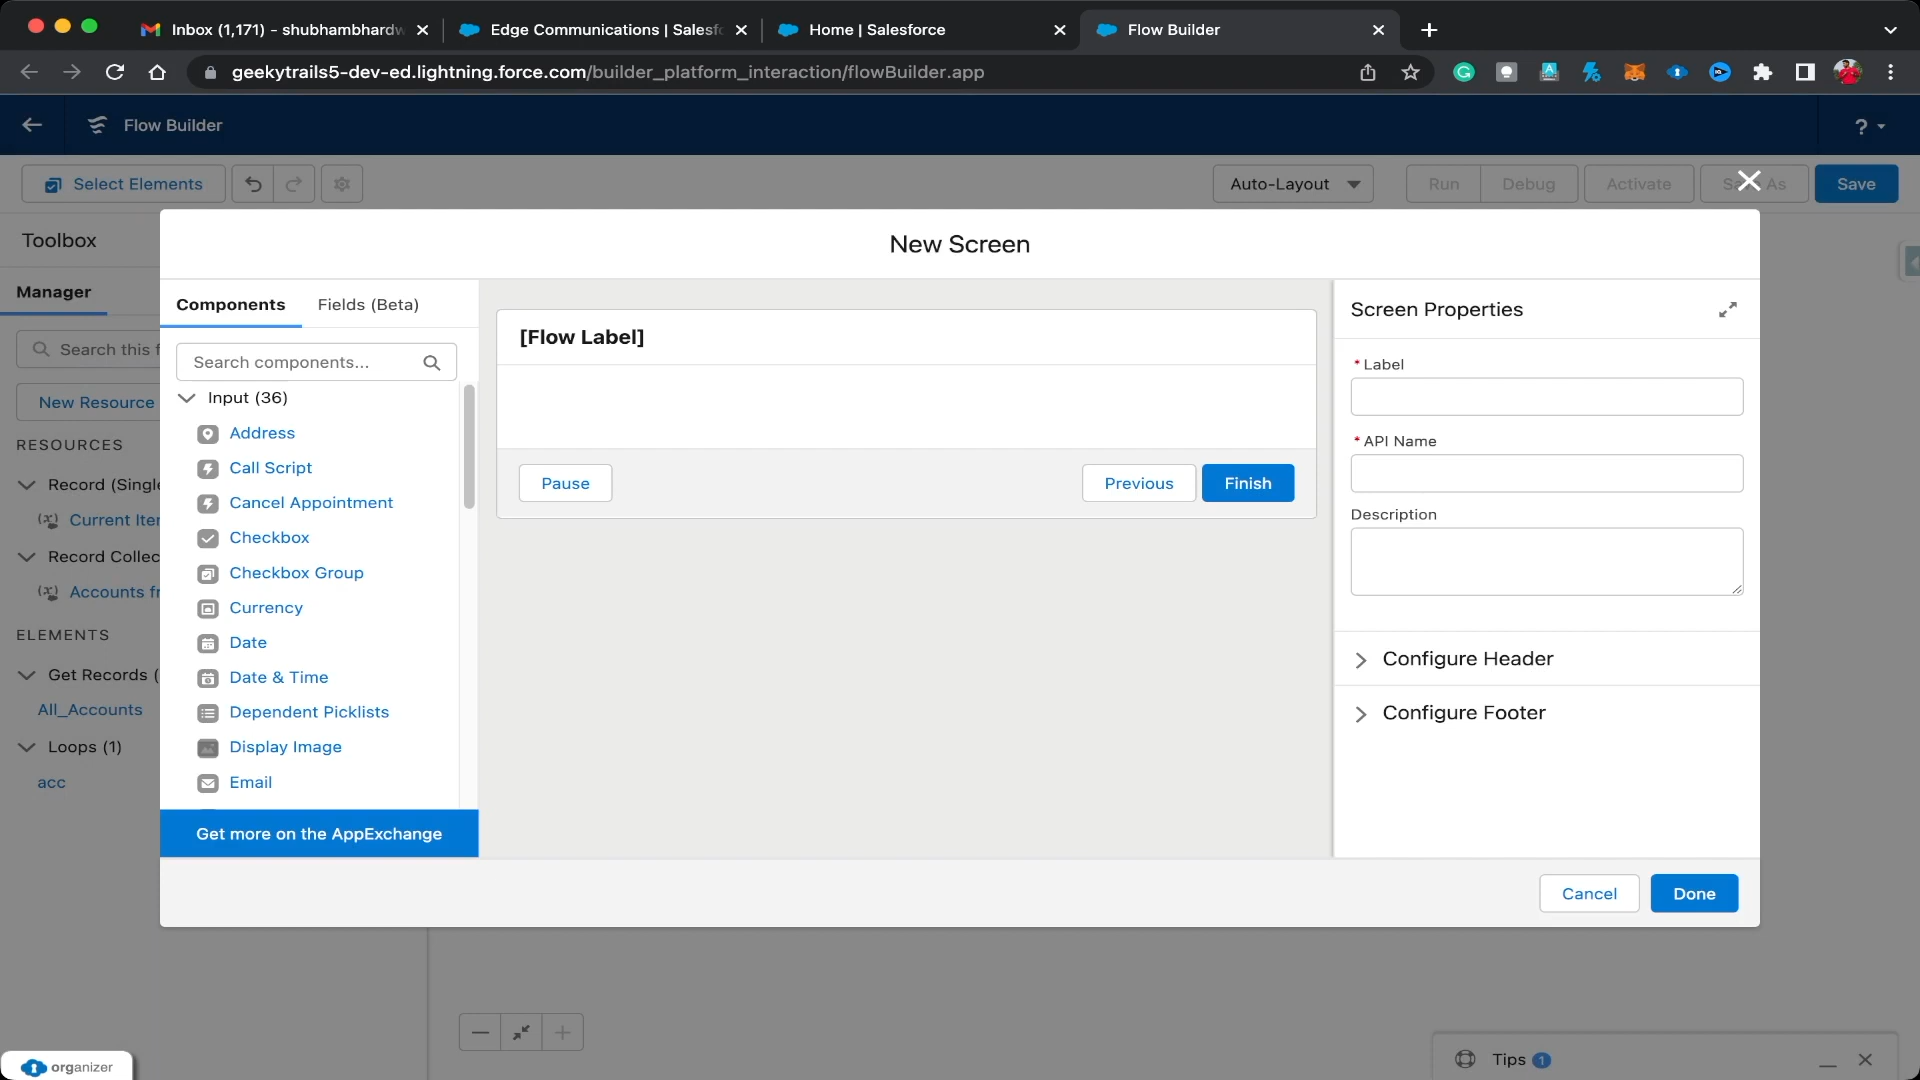 Inbox (1,171) - shubhambhardw
Edge Communications | Salesfo
Home | Salesforce
Flow Builder
geekytrails5-dev-ed.lightning.force.com/builder_platform_interaction/flowBuilder.app
Flow Builder
?
Select Elements
Auto-Layout
Run
Debug
Activate
Save
Toolbox
New Screen
Manager
Components
Fields (Beta)
Search this f
Search components...
New Resource
Input (36)
RESOURCES
Address
Record (Single
Call Script
Current Iter
Cancel Appointment
Record Collec
Checkbox
Accounts fr
Checkbox Group
ELEMENTS
Currency
Get Records (
Date
All_Accounts
Date & Time
Loops (1)
Dependent Picklists
acc
Display Image
Email
Get more on the AppExchange
[Flow Label]
Pause
Previous
Finish
Screen Properties
* Label
* API Name
Description
Configure Header
Configure Footer
Cancel
Done
Tips 1
organizer